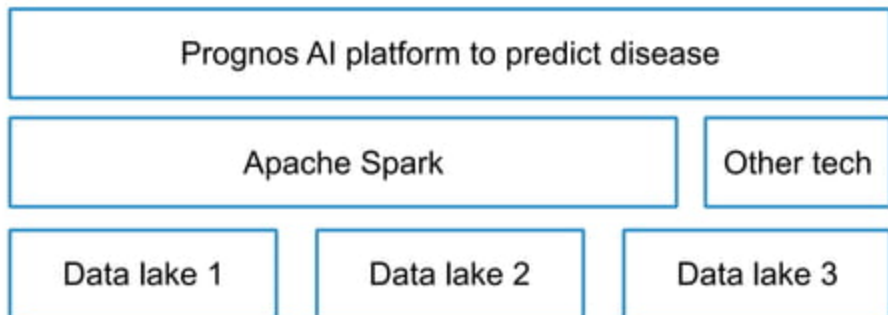 Prognos AI platform to predict disease
Apache Spark
Other tech
Data lake 1
Data lake 2
Data lake 3